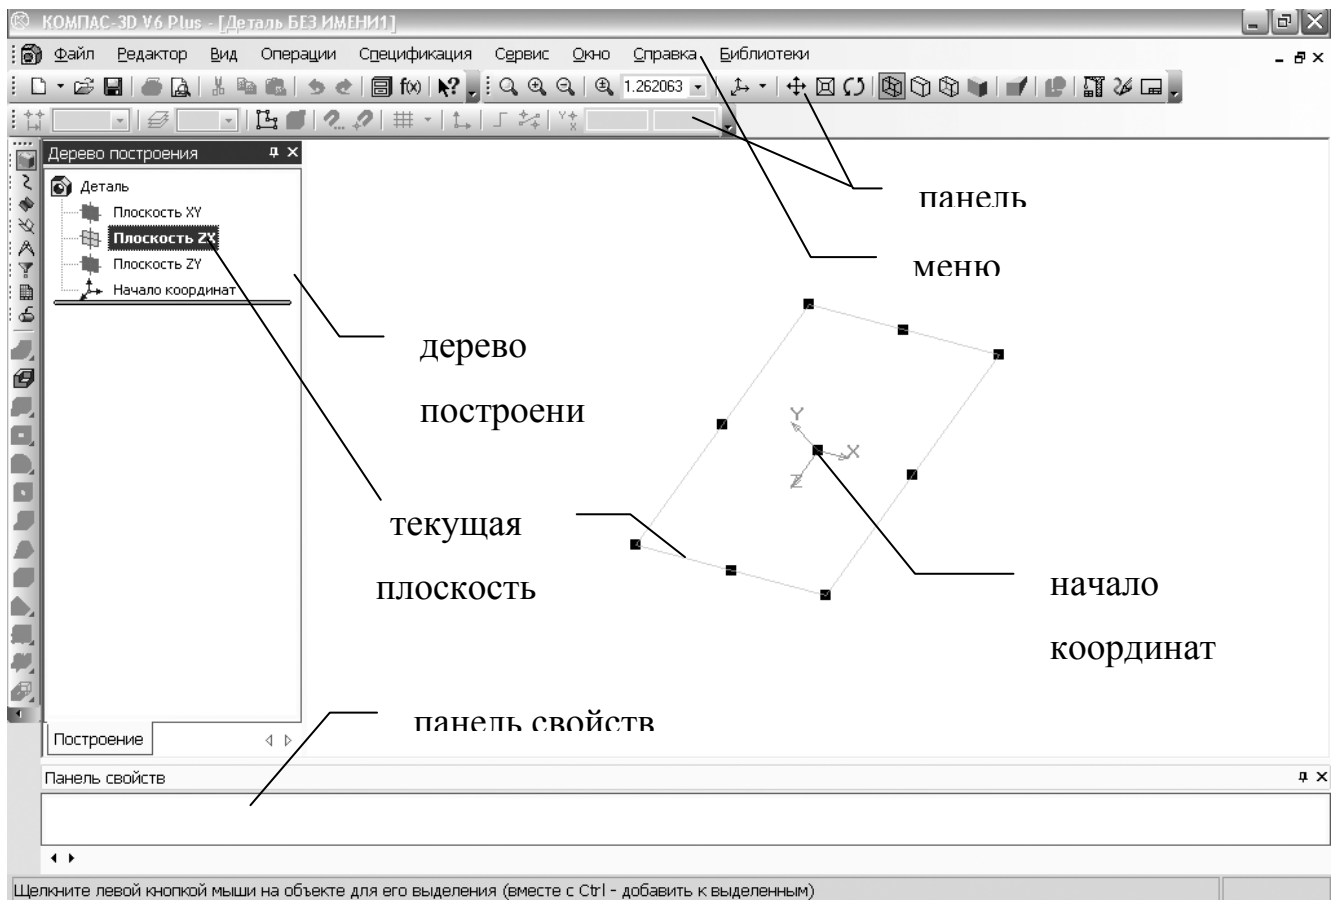 КОМПАС-3D V6 Plus - [Деталь БЕЗ ИМЕНИ1]
Файл Редактор Вид Операции Спецификация Сервис Окно Справка Библиотеки
1.262063
f(x)
Дерево построения
Деталь
Плоскость XY
Плоскость ZX
Плоскость ZY
Начало координат
панель
меню
дерево
построени
Y
X
Z
текущая
плоскость
начало
координат
панель свойств
Построение
Панель свойств
Щелкните левой кнопкой мыши на объекте для его выделения (вместе с Ctrl - добавить к выделенным)